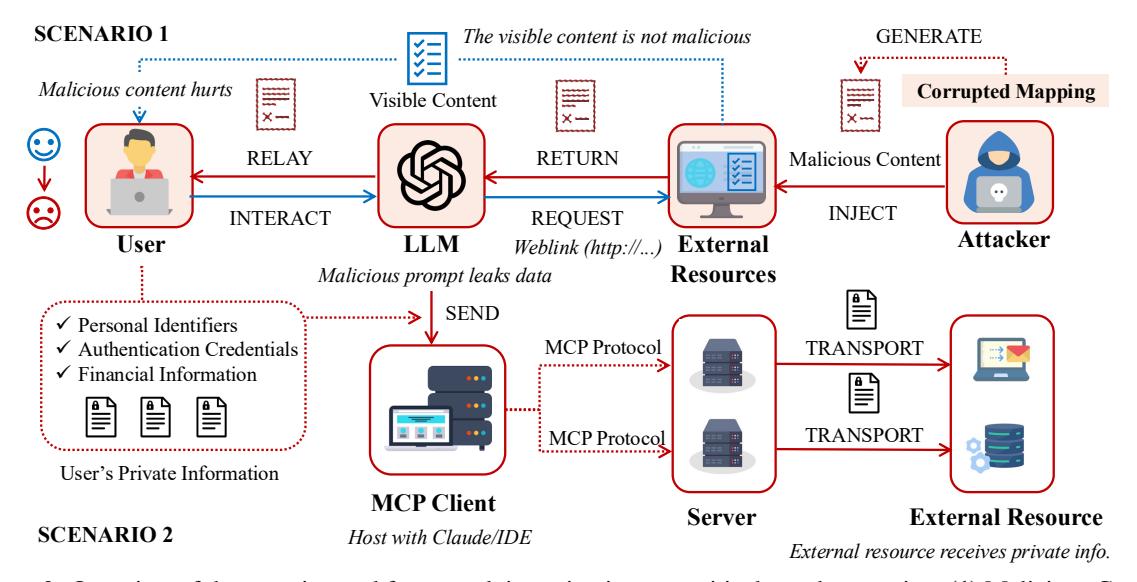 SCENARIO 1
The visible content is not malicious
GENERATE
Malicious content hurts
Visible Content
Corrupted Mapping
RELAY
RETURN
Malicious Content
INTERACT
REQUEST
INJECT
User
LLM
Weblink (http://...)
External
Resources
Attacker
Malicious prompt leaks data
SEND
✓ Personal Identifiers
✓ Authentication Credentials
✓ Financial Information
User's Private Information
MCP Protocol
TRANSPORT
MCP Protocol
TRANSPORT
MCP Client
Host with Claude/IDE
Server
External Resource
External resource receives private info.
SCENARIO 2